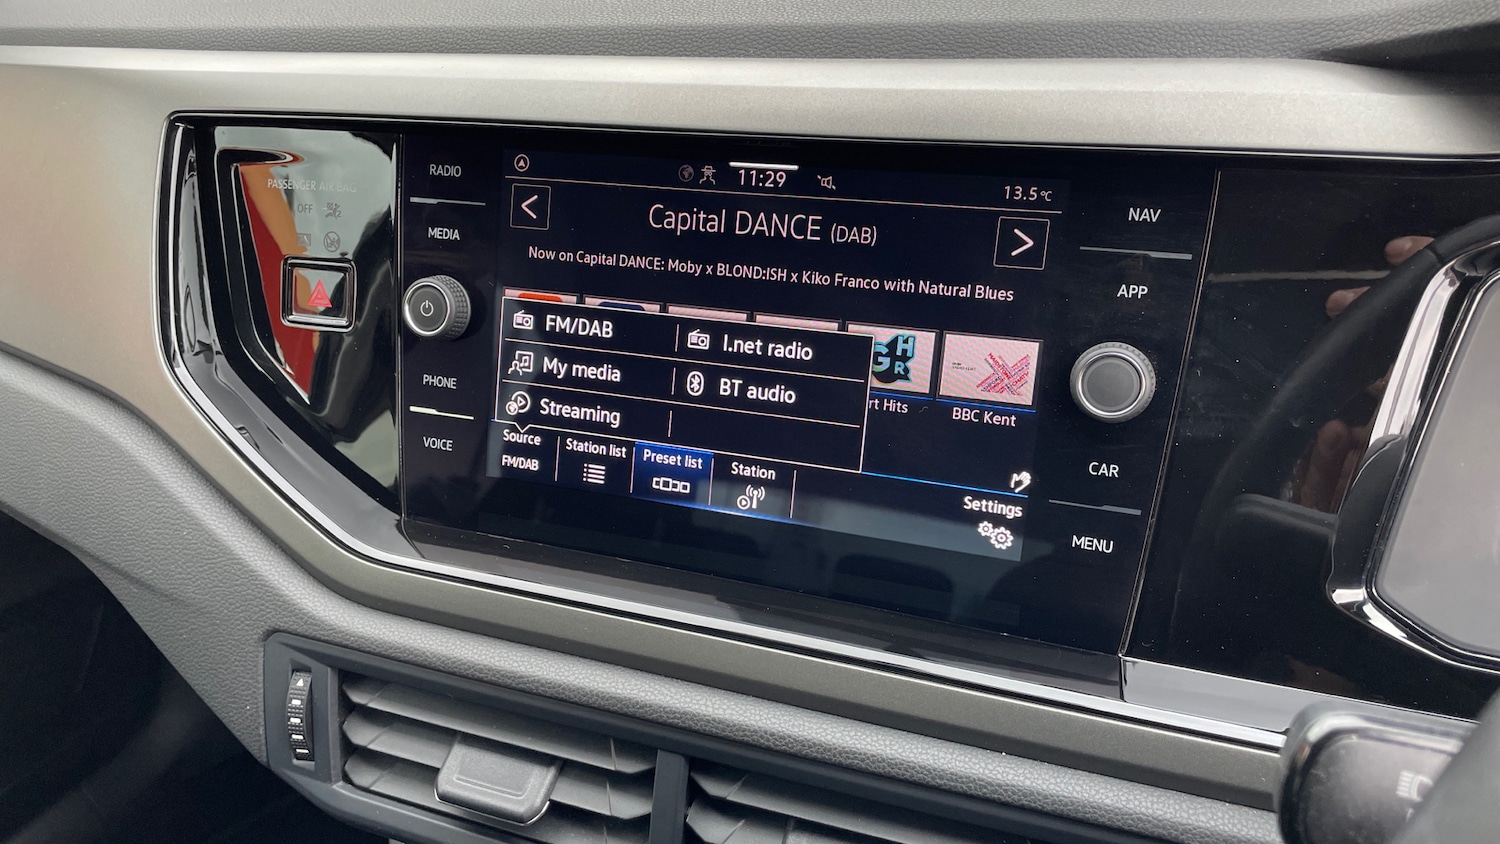 PASSENGER AIR BAG
OFF
RADIO
MEDIA
PHONE
VOICE
11:29
13.5°C
Capital DANCE (DAB)
Now on Capital DANCE: Moby x BLOND:ISH x Kiko Franco with Natural Blues
FM/DAB
I.net radio
My media
BT audio
Streaming
GHR
rt Hits
BBC Kent
Source
FM/DAB
Station list
Preset list
Station
Settings
NAV
APP
CAR
MENU